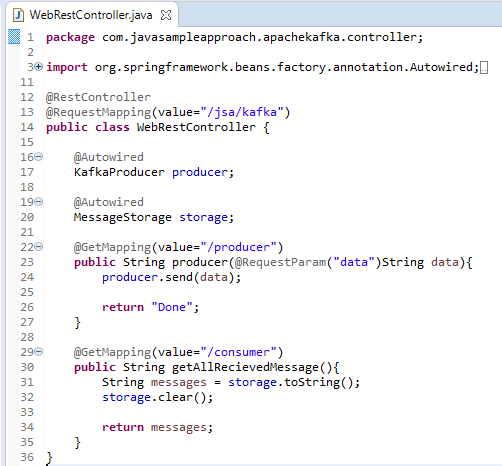 WebRestController.java
1 package com.javasampleapproach.apachekafka.controller;
2
3 import org.springframework.beans.factory.annotation.Autowired;
11
12 @RestController
13 @RequestMapping(value="/jsa/kafka")
14 public class WebRestController {
15
16 @Autowired
17 KafkaProducer producer;
18
19 @Autowired
20 MessageStorage storage;
21
22 @GetMapping(value="/producer")
23 public String producer(@RequestParam("data")String data){
24 producer.send(data);
25
26 return "Done";
27 }
28
29 @GetMapping(value="/consumer")
30 public String getAllRecievedMessage(){
31 String messages = storage.toString();
32 storage.clear();
33
34 return messages;
35 }
36 }